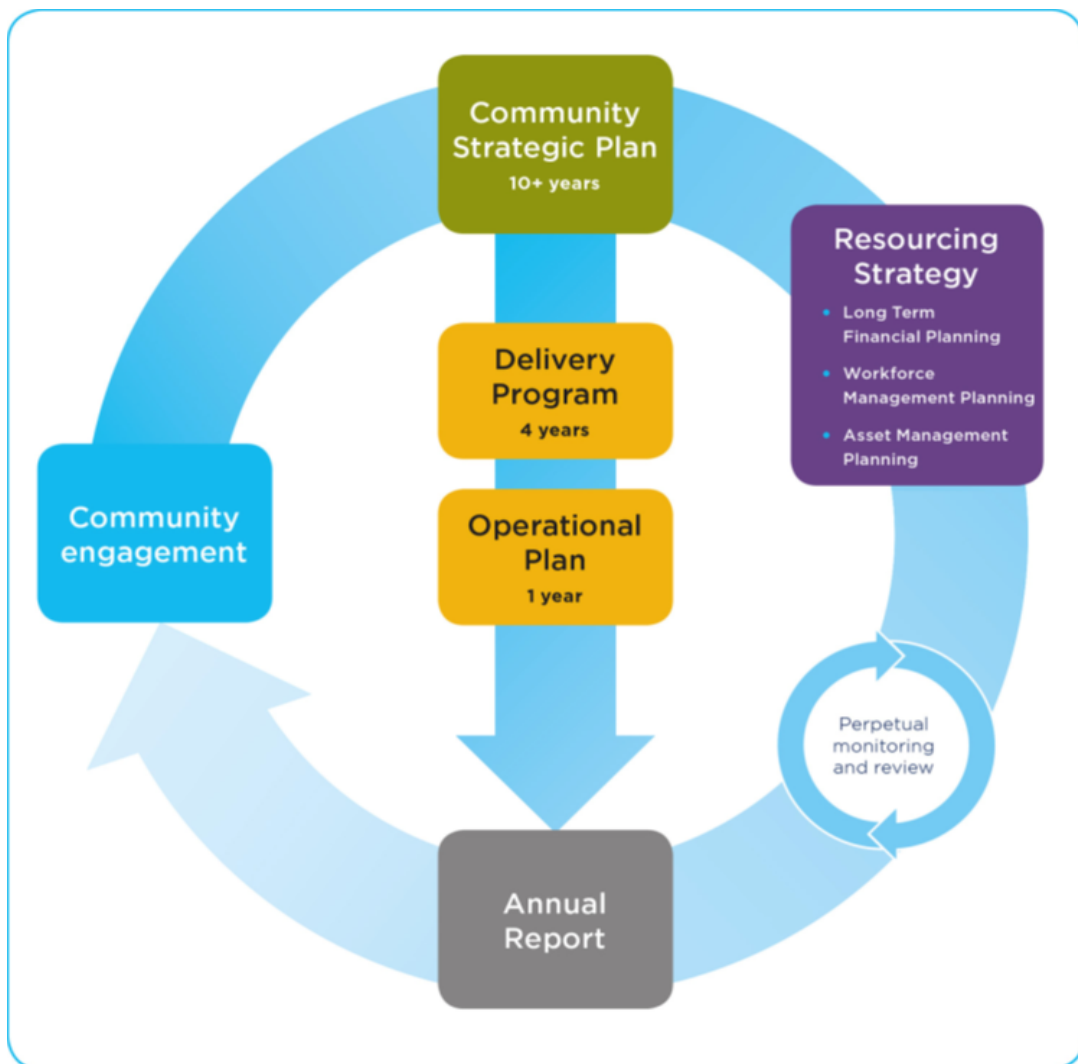 Community
Strategic Plan
10+ years
Resourcing
Strategy
• Long Term
Financial Planning
• Workforce
Management Planning
• Asset Management
Planning
Delivery
Program
4 years
Community
engagement
Operational
Plan
1 year
Perpetual
monitoring
and review
Annual
Report